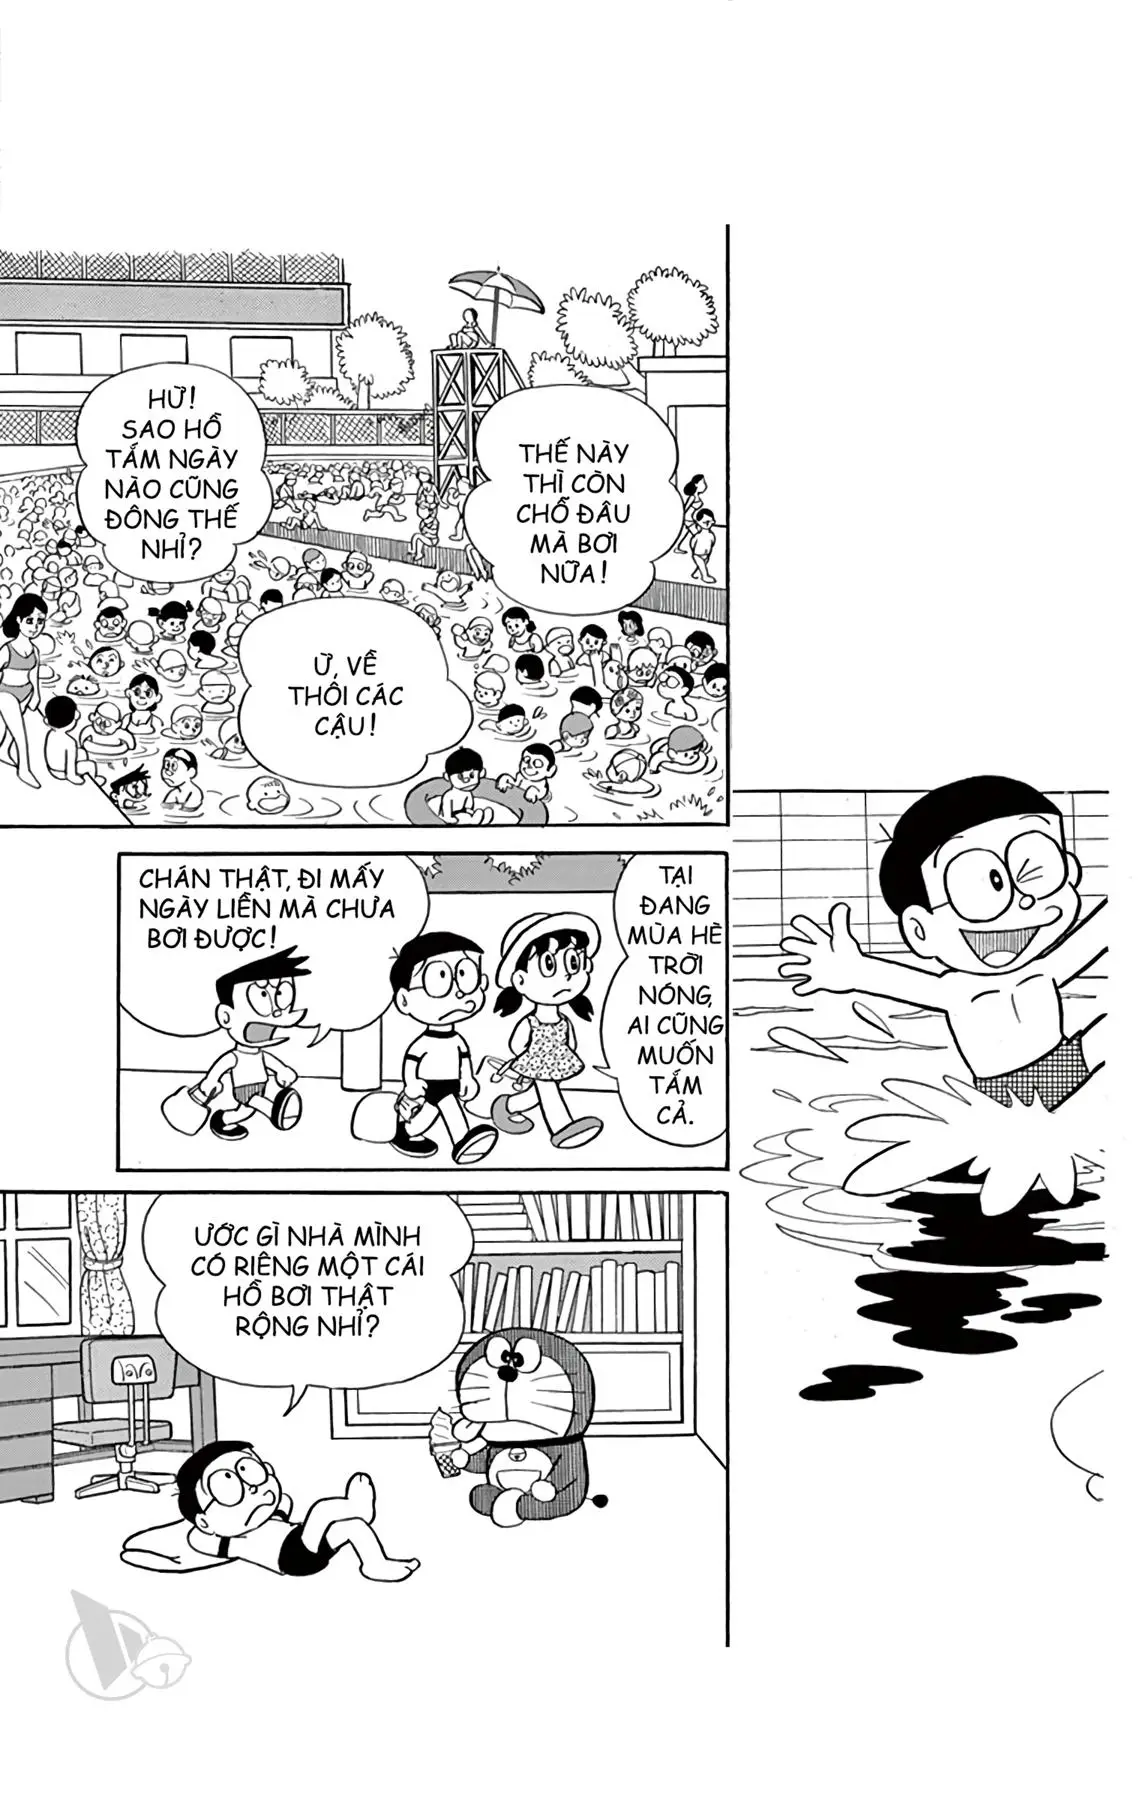 THẾ NÀY
THÌ CÒN
CHỖ ĐÂU
MÀ BƠI
NỮA!
HỪ!
SAO HỒ
TẮM NGÀY
NÀO CŨNG
ĐÔNG THẾ
NHỈ?
Ừ, VỀ
THÔI CÁC
CẬU!
TẠI
ĐANG
MÙA HÈ
TRỜI
NÓNG,
AI CŨNG
MUỐN
TẮM
CẢ.
CHÁN THẬT, ĐI MẤY
NGÀY LIỀN MÀ CHƯA
BƠI ĐƯỢC!
ƯỚC GÌ NHÀ MÌNH
CÓ RIÊNG MỘT CÁI
HỒ BƠI THẬT
RỘNG NHỈ?